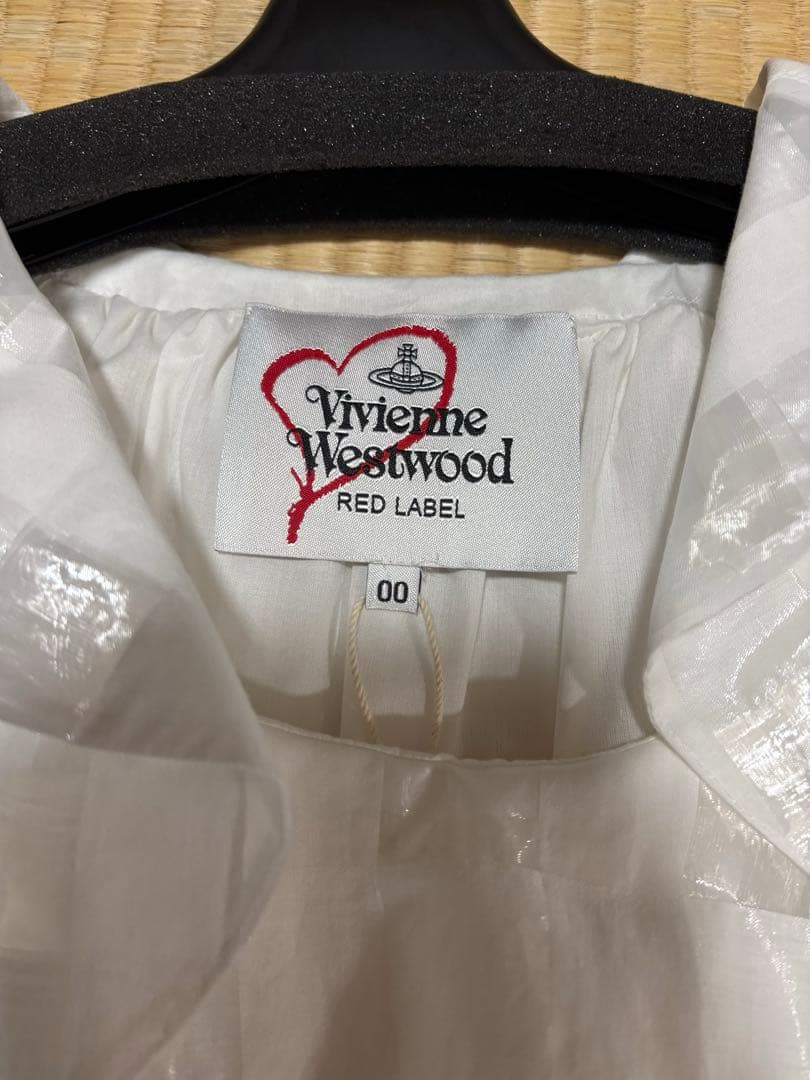 Vivienne
Westwood
RED LABEL
00